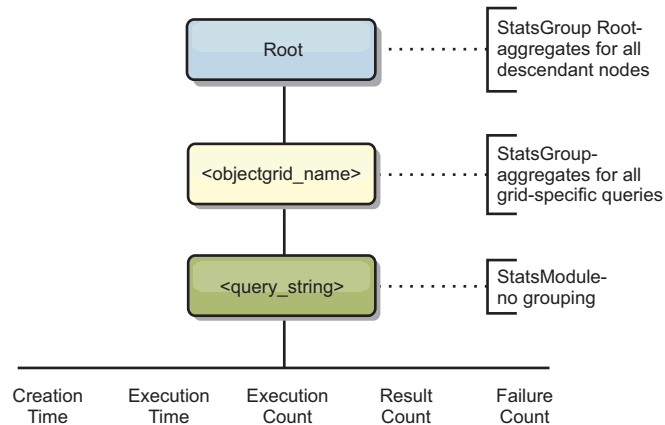 Root
StatsGroup Root-
aggregates for all
descendant nodes
<objectgrid_name>
StatsGroup-
aggregates for all
grid-specific queries
<query_string>
StatsModule-
no grouping
Creation
Time
Execution
Time
Execution
Count
Result
Count
Failure
Count